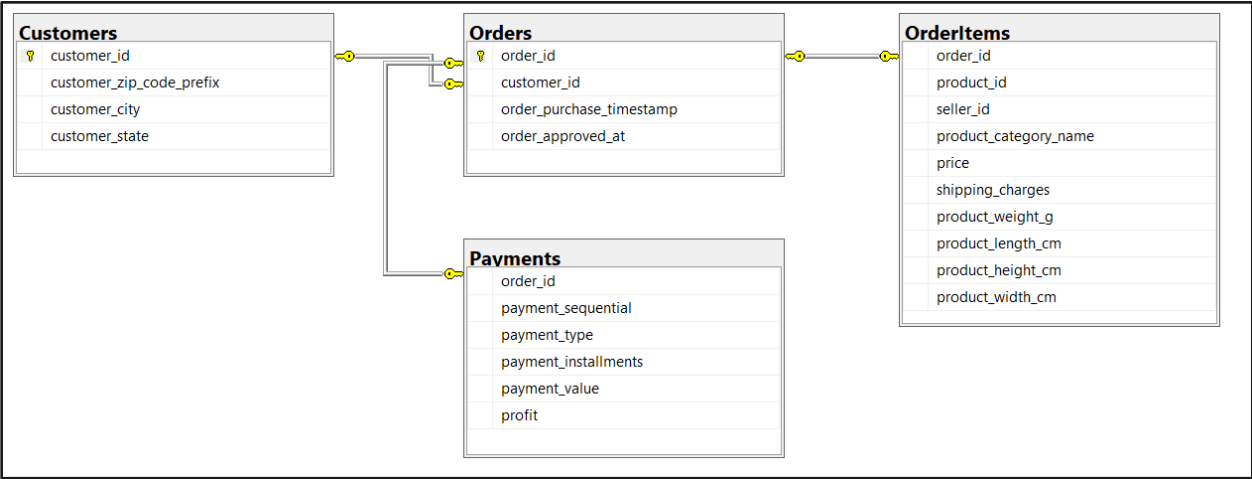 Customers
customer_id
customer_zip_code_prefix
customer_city
customer_state
Orders
order_id
customer_id
order_purchase_timestamp
order_approved_at
OrderItems
order_id
product_id
seller_id
product_category_name
price
shipping_charges
product_weight_g
product_length_cm
product_height_cm
product_width_cm
Payments
order_id
payment_sequential
payment_type
payment_installments
payment_value
profit